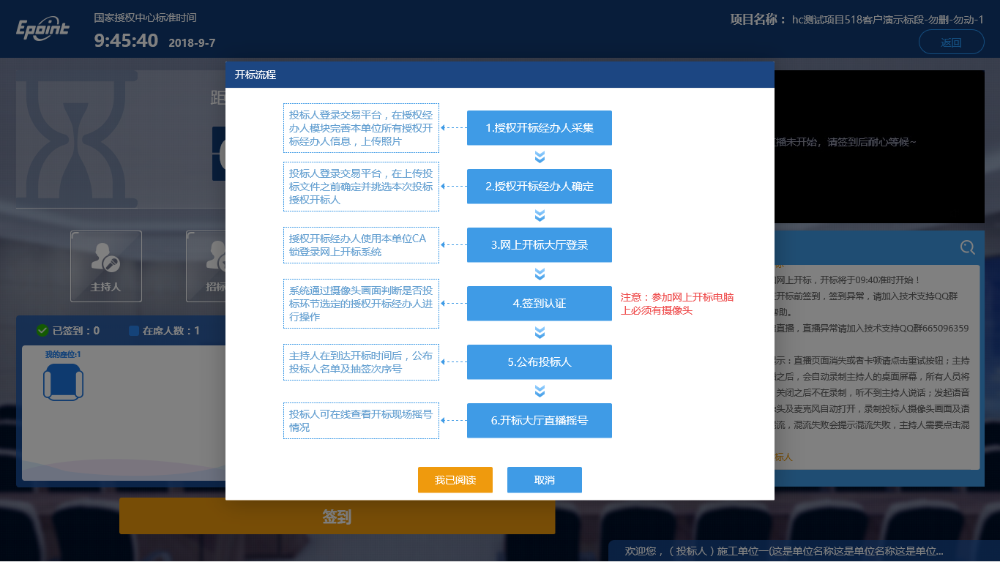 Epoint
国家授权中心标准时间
9:45:40 2018-9-7
项目名称： hc测试项目518客户演示标段-勿删-勿动-1
返回
开标流程
投标人登录交易平台，在授权经
办人模块完善本单位所有授权开
标经办人信息，上传照片
1.授权开标经办人采集
投标人登录交易平台，在上传投
标文件之前确定并挑选本次投标
授权开标人
2.授权开标经办人确定
授权开标经办人使用本单位CA
锁登录网上开标系统
3.网上开标大厅登录
系统通过摄像头画面判断是否投
标环节选定的授权开标经办人进
行操作
4.签到认证
注意：参加网上开标电脑
上必须有摄像头
主持人在到达开标时间后，公布
投标人名单及抽签次序号
5.公布投标人
投标人可在线查看开标现场摇号
情况
6.开标大厅直播摇号
我已阅读
取消
距
主持人
招标
已签到：0
在席人数：1
我的座位:1
签到
播未开始，请签到后耐心等候~
网上开标，开标将于09:40准时开始！
开标前签到，签到异常，请加入技术支持QQ群
帮助。
直播，直播异常请加入技术支持QQ群665096359
示：直播页面消失或者卡顿请点击重试按钮；主持
之后，会自动录制主持人的桌面屏幕，所有人员将
关闭之后不在录制，听不到主持人说话；发起语音
头及麦克风自动打开，录制投标人摄像头画面及语
流，混流失败会提示混流失败，主持人需要点击混
标人
欢迎您，（投标人）施工单位一(这是单位名称这是单位名称这是单位...